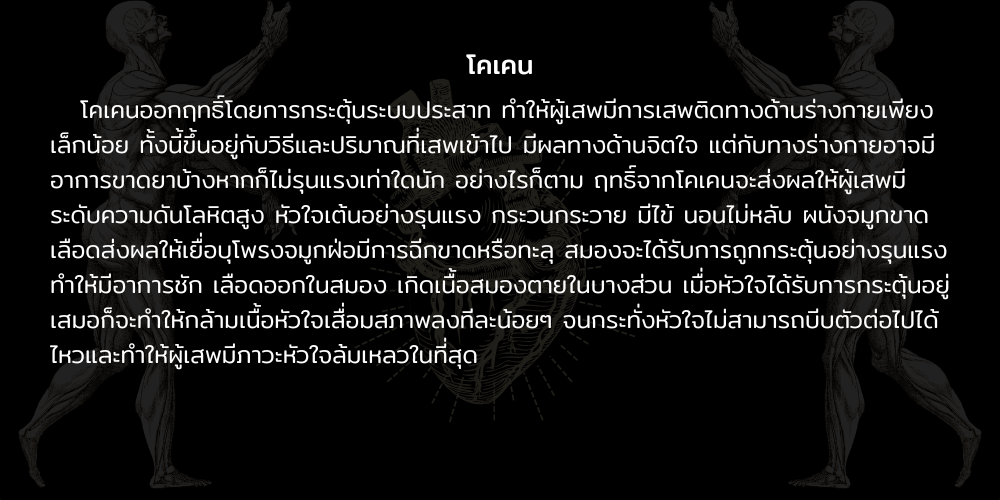 โคเคน
โคเคนออกฤทธิ์โดยการกระตุ้นระบบประสาท ทำให้ผู้เสพมีการเสพติดทางด้านร่างกายเพียง
เล็กน้อย ทั้งนี้ขึ้นอยู่กับวิธีและปริมาณที่เสพเข้าไป มีผลทางด้านจิตใจ แต่กับทางร่างกายอาจมี
อาการขาดยาบ้างหากก็ไม่รุนแรงเท่าใดนัก อย่างไรก็ตาม ฤทธิ์จากโคเคนจะส่งผลให้ผู้เสพมี
ระดับความดันโลหิตสูง หัวใจเต้นอย่างรุนแรง กระวนกระวาย มีไข้ นอนไม่หลับ ผนังจมูกขาด
เลือดส่งผลให้เยื่อบุโพรงจมูกฝ่อมีการฉีกขาดหรือทะลุ สมองจะได้รับการถูกกระตุ้นอย่างรุนแรง
ทำให้มีอาการชัก เลือดออกในสมอง เกิดเนื้อสมองตายในบางส่วน เมื่อหัวใจได้รับการกระตุ้นอยู่
เสมอก็จะทำให้กล้ามเนื้อหัวใจเสื่อมสภาพลงทีละน้อยๆ จนกระทั่งหัวใจไม่สามารถบีบตัวต่อไปได้
ไหวและทำให้ผู้เสพมีภาวะหัวใจล้มเหลวในที่สุด